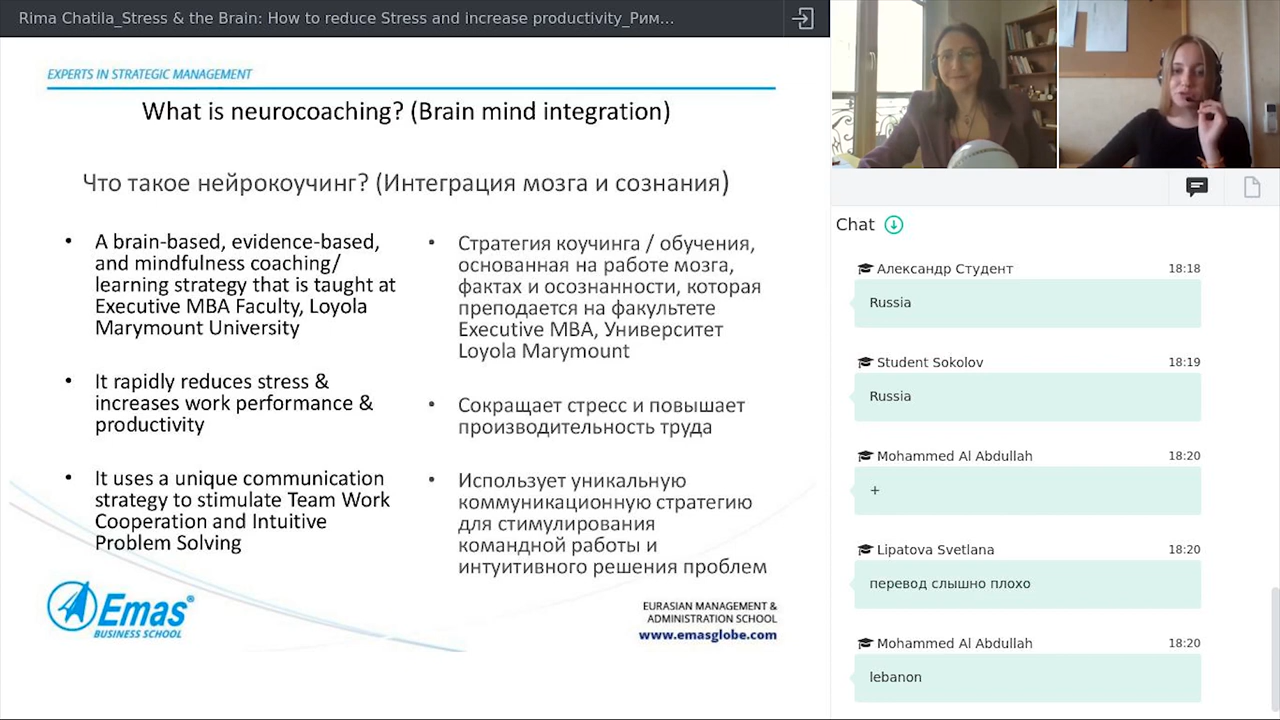 Rima Chatila_Stress & the Brain: How to reduce Stress and increase productivity_Рим...
EXPERTS IN STRATEGIC MANAGEMENT
What is neurocoaching? (Brain mind integration)
Что такое нейрокоучинг? (Интеграция мозга и сознания)
• A brain-based, evidence-based,
and mindfulness coaching/
learning strategy that is taught at
Executive MBA Faculty, Loyola
Marymount University
• It rapidly reduces stress &
increases work performance &
productivity
• It uses a unique communication
strategy to stimulate Team Work
Cooperation and Intuitive
Problem Solving
• Стратегия коучинга / обучения,
основанная на работе мозга,
фактах и осознанности, которая
преподается на факультете
Executive MBA, Университет
Loyola Marymount
• Сокращает стресс и повышает
производительность труда
• Использует уникальную
коммуникационную стратегию
для стимулирования
командной работы и
интуитивного решения проблем
Emas®
BUSINESS SCHOOL
EURASIAN MANAGEMENT &
ADMINISTRATION SCHOOL
www.emasglobe.com
Chat
Александр Студент 18:18
Russia
Student Sokolov 18:19
Russia
Mohammed Al Abdullah 18:20
+
Lipatova Svetlana 18:20
перевод слышно плохо
Mohammed Al Abdullah 18:20
lebanon